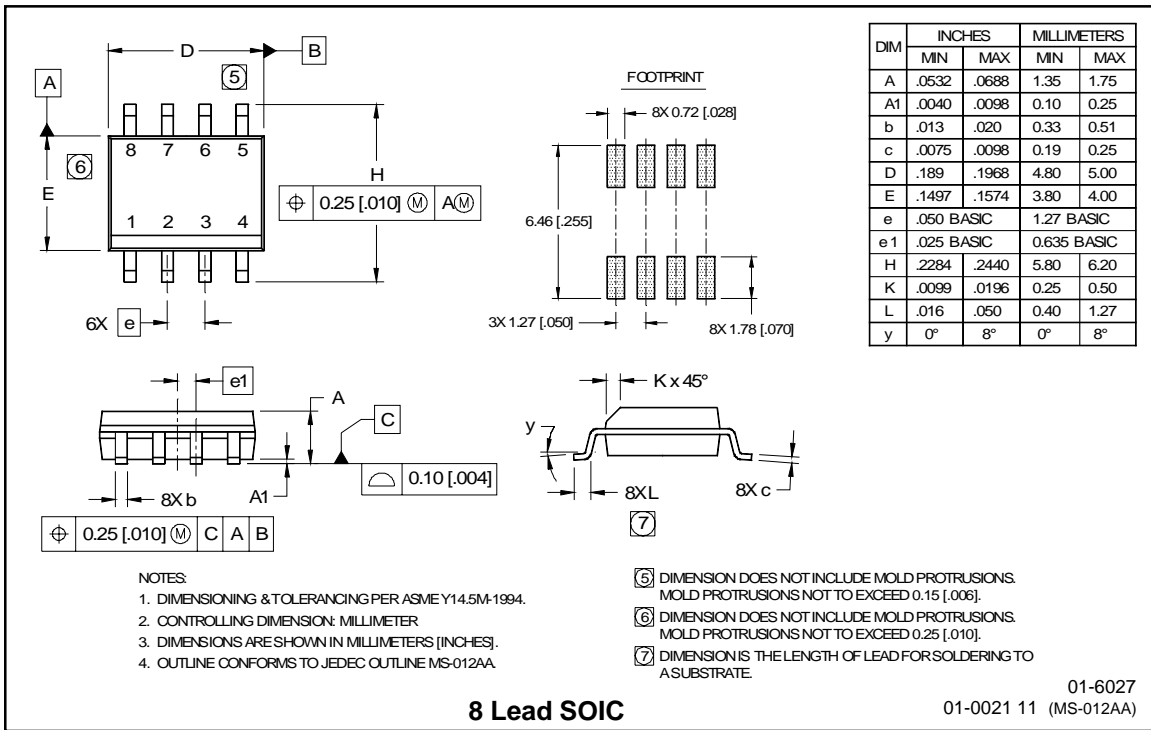 D
B
5
A
8 7 6 5
6
E
H
⌖ 0.25 [.010] Ⓜ A Ⓜ
1 2 3 4
6X e
FOOTPRINT
8X 0.72 [.028]
6.46 [.255]
3X 1.27 [.050]
8X 1.78 [.070]
DIM INCHES MILLIMETERS
MIN MAX MIN MAX
A .0532 .0688 1.35 1.75
A1 .0040 .0098 0.10 0.25
b .013 .020 0.33 0.51
c .0075 .0098 0.19 0.25
D .189 .1968 4.80 5.00
E .1497 .1574 3.80 4.00
e .050 BASIC 1.27 BASIC
e1 .025 BASIC 0.635 BASIC
H .2284 .2440 5.80 6.20
K .0099 .0196 0.25 0.50
L .016 .050 0.40 1.27
y 0° 8° 0° 8°
e1
A
C
0.10 [.004]
8X b
A1
⌖ 0.25 [.010] Ⓜ C A B
K x 45°
y
8X L
7
8X c
NOTES:
1. DIMENSIONING & TOLERANCING PER ASME Y14.5M-1994.
2. CONTROLLING DIMENSION: MILLIMETER
3. DIMENSIONS ARE SHOWN IN MILLIMETERS [INCHES].
4. OUTLINE CONFORMS TO JEDEC OUTLINE MS-012AA.
5 DIMENSION DOES NOT INCLUDE MOLD PROTRUSIONS.
MOLD PROTRUSIONS NOT TO EXCEED 0.15 [.006].
6 DIMENSION DOES NOT INCLUDE MOLD PROTRUSIONS.
MOLD PROTRUSIONS NOT TO EXCEED 0.25 [.010].
7 DIMENSION IS THE LENGTH OF LEAD FOR SOLDERING TO
A SUBSTRATE.
8 Lead SOIC
01-6027
01-0021 11 (MS-012AA)